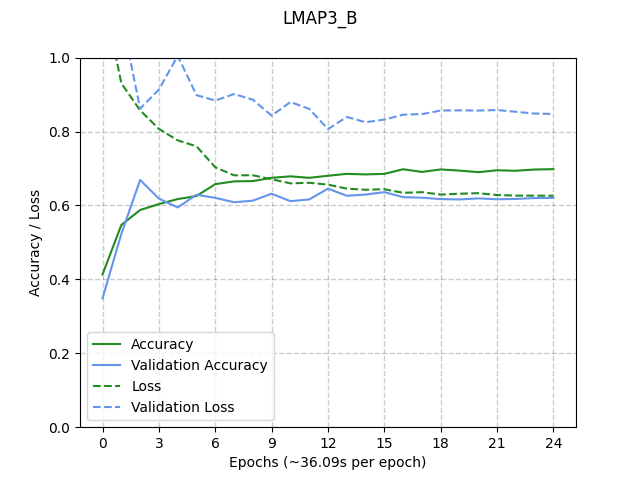 LMAP3_B
1.0
0.8
0.6
0.4
0.2
0.0
Accuracy / Loss
Accuracy
Validation Accuracy
Loss
Validation Loss
0 3 6 9 12 15 18 21 24
Epochs (~36.09s per epoch)